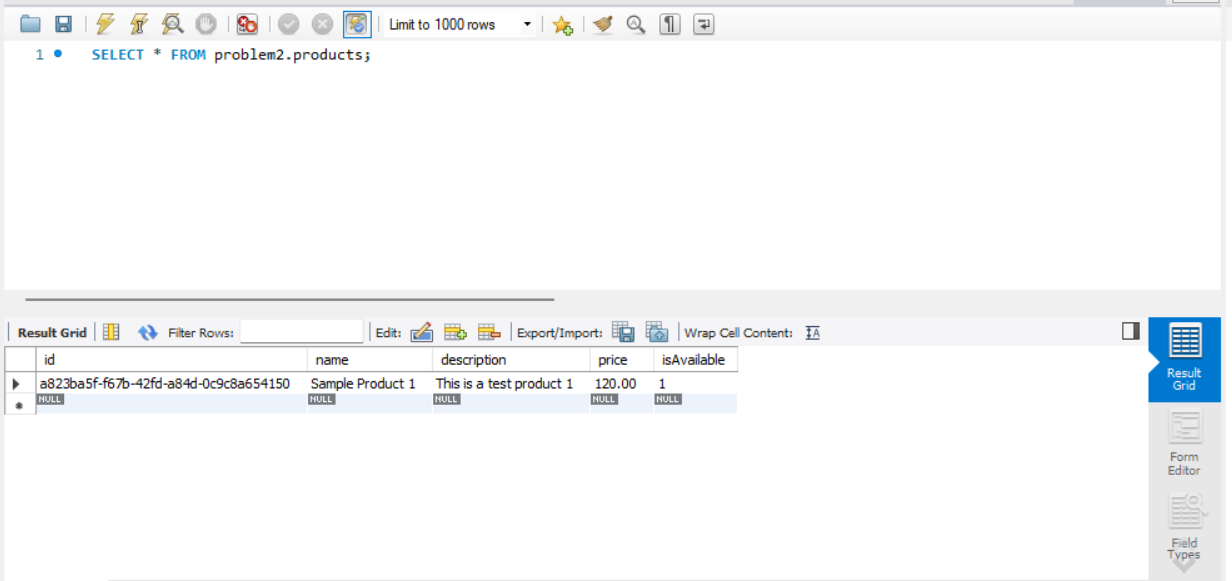 Limit to 1000 rows
1 SELECT * FROM problem2.products;
Result Grid Filter Rows: Edit: Export/Import: Wrap Cell Content: IA
id name description price isAvailable
a823ba5f-f67b-42fd-a84d-0c9c8a654150 Sample Product 1 This is a test product 1 120.00 1
NULL NULL NULL NULL NULL
Result
Grid
Form
Editor
Field
Types